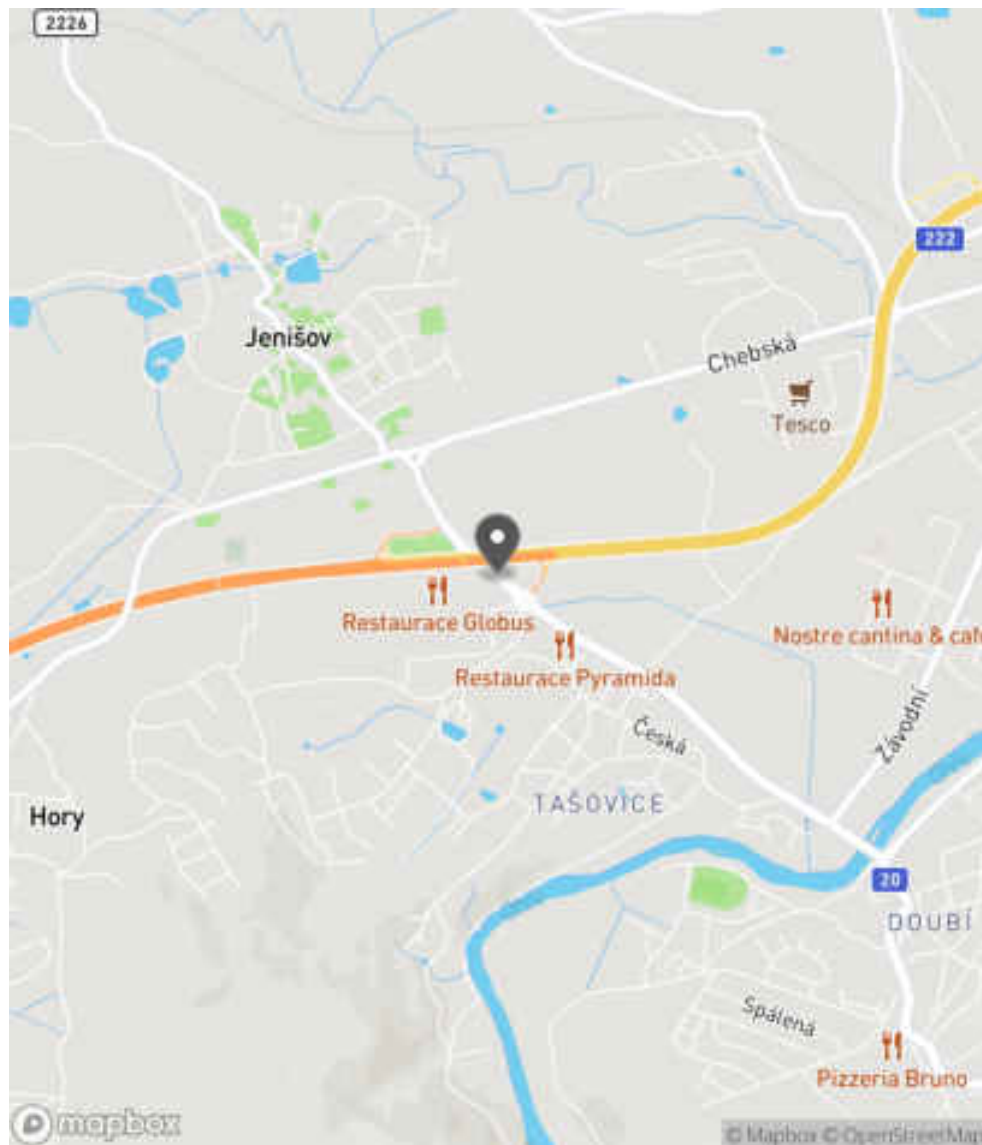 2226
222
Jenišov
Chebská
Tesco
Restaurace Globus
Nostre cantina & café
Restaurace Pyramida
Závodní
Česká
TAŠOVICE
Hory
20
DOUBÍ
Spálená
Pizzeria Bruno
mapbox
© Mapbox © OpenStreetMap